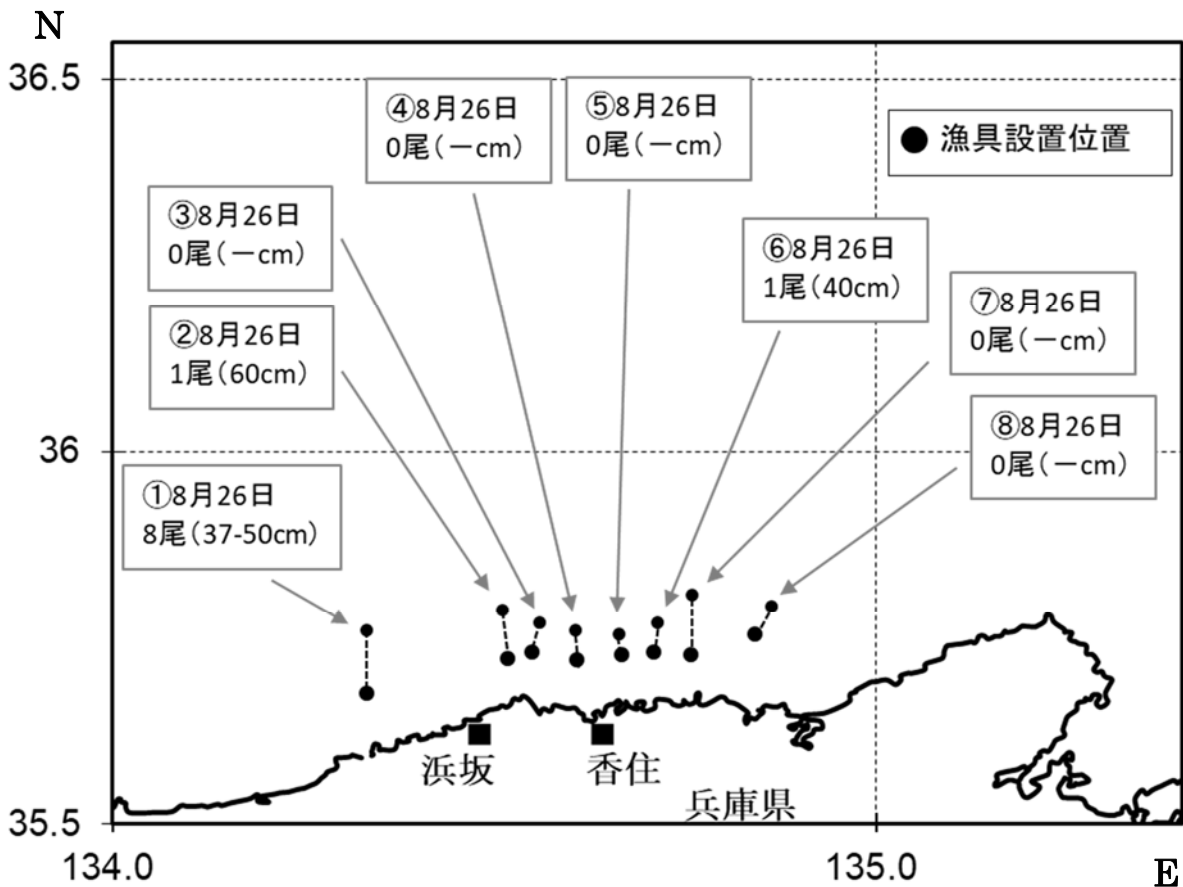 N
36.5
④8月26日
0尾(－cm)
⑤8月26日
0尾(－cm)
● 漁具設置位置
③8月26日
0尾(－cm)
⑥8月26日
1尾(40cm)
⑦8月26日
0尾(－cm)
②8月26日
1尾(60cm)
36
⑧8月26日
0尾(－cm)
①8月26日
8尾(37-50cm)
浜坂
香住
兵庫県
35.5
134.0
135.0
E